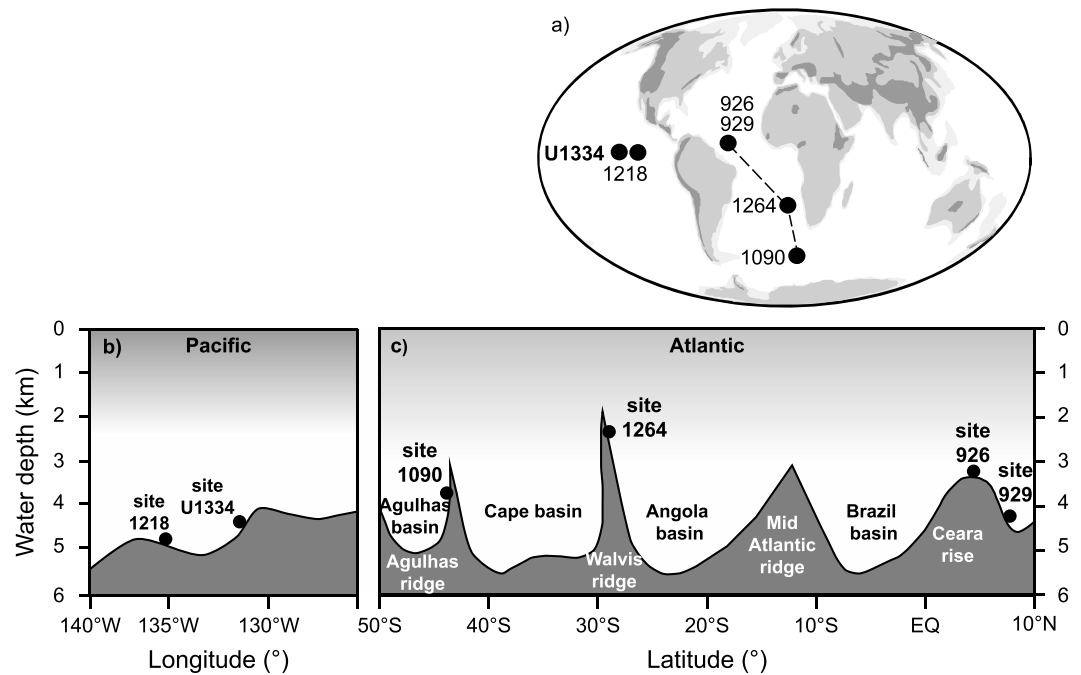 a)
926
929
U1334
1218
1264
1090
0
1
2
3
4
5
6
Water depth (km)
b)
Pacific
site
1218
site
U1334
140°W
135°W
130°W
Longitude (°)
c)
Atlantic
site
1090
site
1264
site
926
site
929
Agulhas
basin
Cape basin
Angola
basin
Brazil
basin
Agulhas
ridge
Walvis
ridge
Mid
Atlantic
ridge
Ceara
rise
0
1
2
3
4
5
6
50°S
40°S
30°S
20°S
10°S
EQ
10°N
Latitude (°)